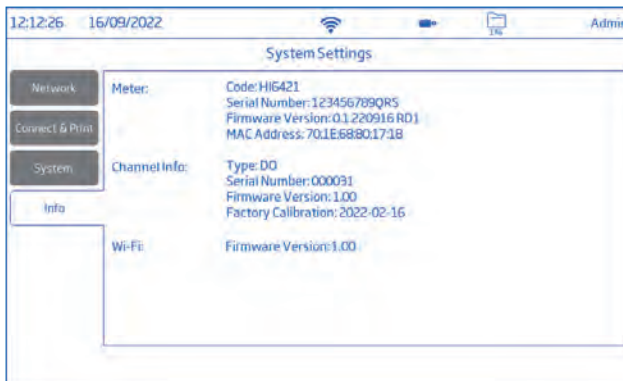 12:12:26 16/09/2022 1% Admin
System Settings
Network
Connect & Print
System
Info
Meter: Code: HI6421
Serial Number: 123456789QRS
Firmware Version: 0.1 220916 RD1
MAC Address: 70:1E:68:80:17:18
Channel Info: Type: DO
Serial Number: 000031
Firmware Version: 1.00
Factory Calibration: 2022-02-16
Wi-Fi: Firmware Version: 1.00